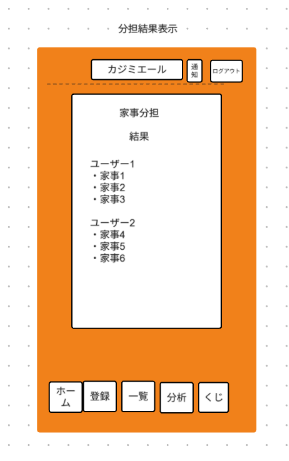 分担結果表示
カジミエール
通
知
ログアウト
家事分担
結果
ユーザー1
・家事1
・家事2
・家事3
ユーザー2
・家事4
・家事5
・家事6
ホー
ム
登録
一覧
分析
くじ